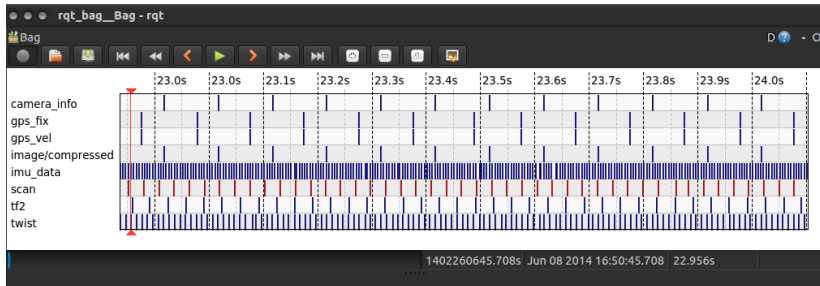 rqt_bag__Bag - rqt
Bag
D - O
23.0s 23.0s 23.1s 23.2s 23.3s 23.4s 23.5s 23.6s 23.7s 23.8s 23.9s 24.0s
camera_info
gps_fix
gps_vel
image/compressed
imu_data
scan
tf2
twist
1402260645.708s Jun 08 2014 16:50:45.708 22.956s